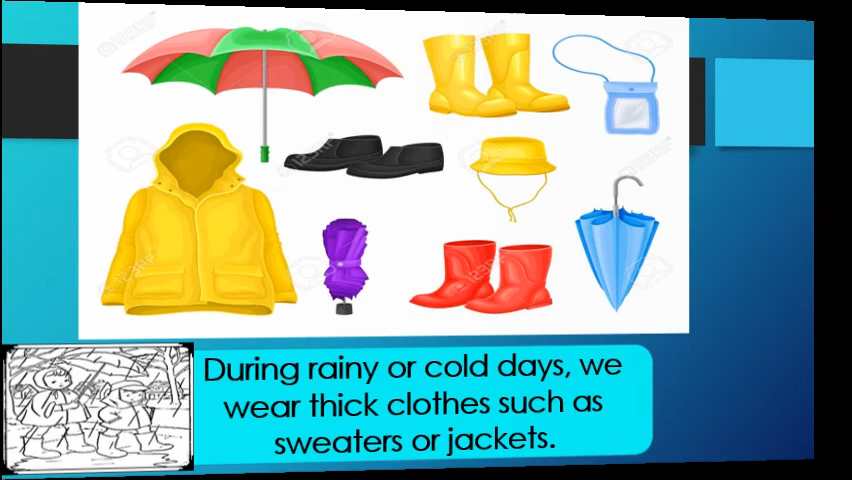 During rainy or cold days, we
wear thick clothes such as
sweaters or jackets.